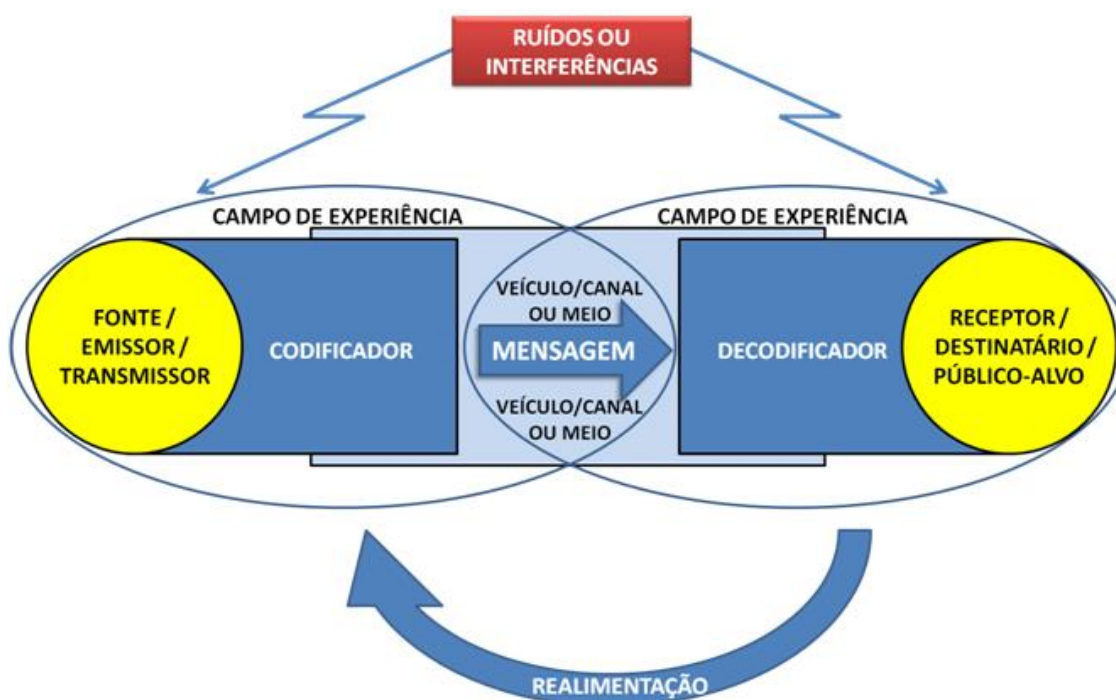 RUÍDOS OU
INTERFERÊNCIAS
CAMPO DE EXPERIÊNCIA
CAMPO DE EXPERIÊNCIA
FONTE /
EMISSOR /
TRANSMISSOR
CODIFICADOR
VEÍCULO/CANAL
OU MEIO
MENSAGEM
VEÍCULO/CANAL
OU MEIO
DECODIFICADOR
RECEPTOR /
DESTINATÁRIO /
PÚBLICO-ALVO
REALIMENTAÇÃO